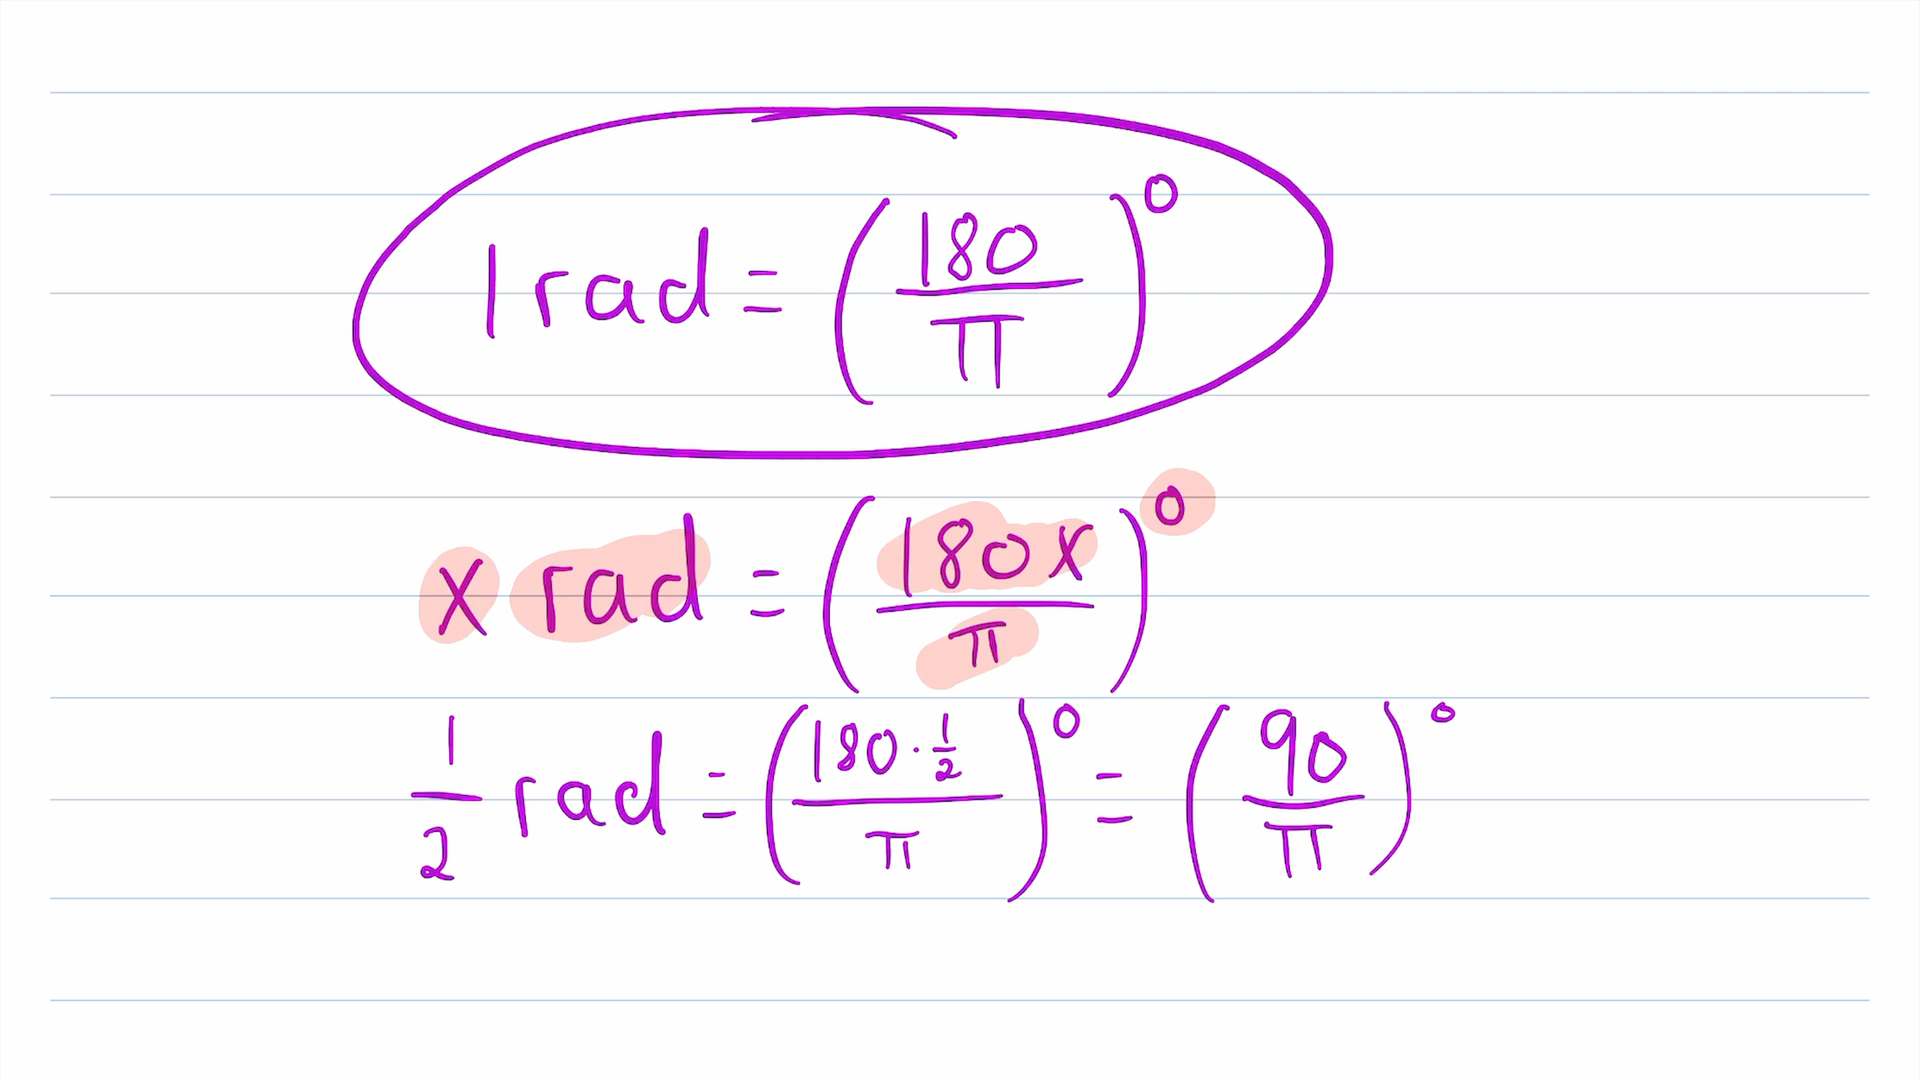 1 rad = (180/π)°
x rad = (180x/π)°
1/2 rad = (180·1/2/π)° = (90/π)°